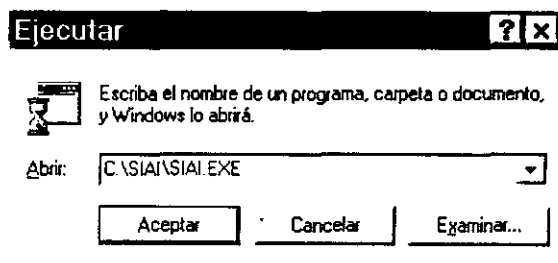 Ejecutar ? ×
Escriba el nombre de un programa, carpeta o documento,
y Windows lo abrirá.
Abrir: C:\SIAI\SIAI.EXE
Aceptar Cancelar Examinar...